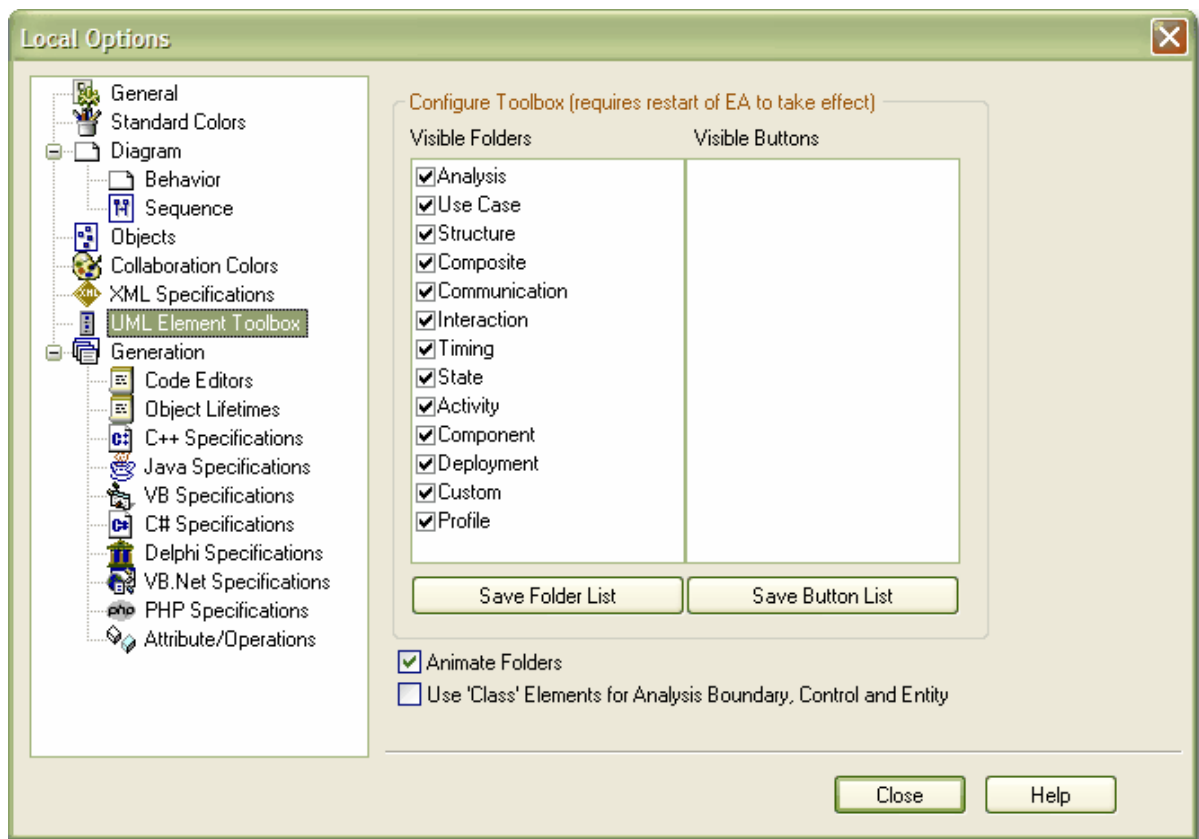 Local Options
General
Standard Colors
Diagram
Behavior
Sequence
Objects
Collaboration Colors
XML Specifications
UML Element Toolbox
Generation
Code Editors
Object Lifetimes
C++ Specifications
Java Specifications
VB Specifications
C# Specifications
Delphi Specifications
VB.Net Specifications
PHP Specifications
Attribute/Operations
Configure Toolbox (requires restart of EA to take effect)
Visible Folders
Visible Buttons
Analysis
Use Case
Structure
Composite
Communication
Interaction
Timing
State
Activity
Component
Deployment
Custom
Profile
Save Folder List
Save Button List
Animate Folders
Use 'Class' Elements for Analysis Boundary, Control and Entity
Close
Help